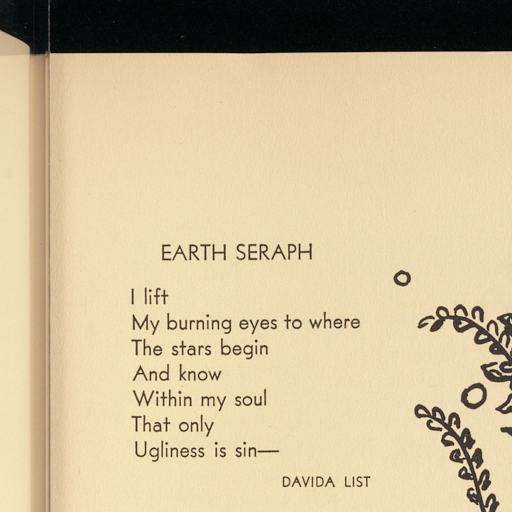 EARTH SERAPH
I lift
My burning eyes to where
The stars begin
And know
Within my soul
That only
Ugliness is sin—
DAVIDA LIST